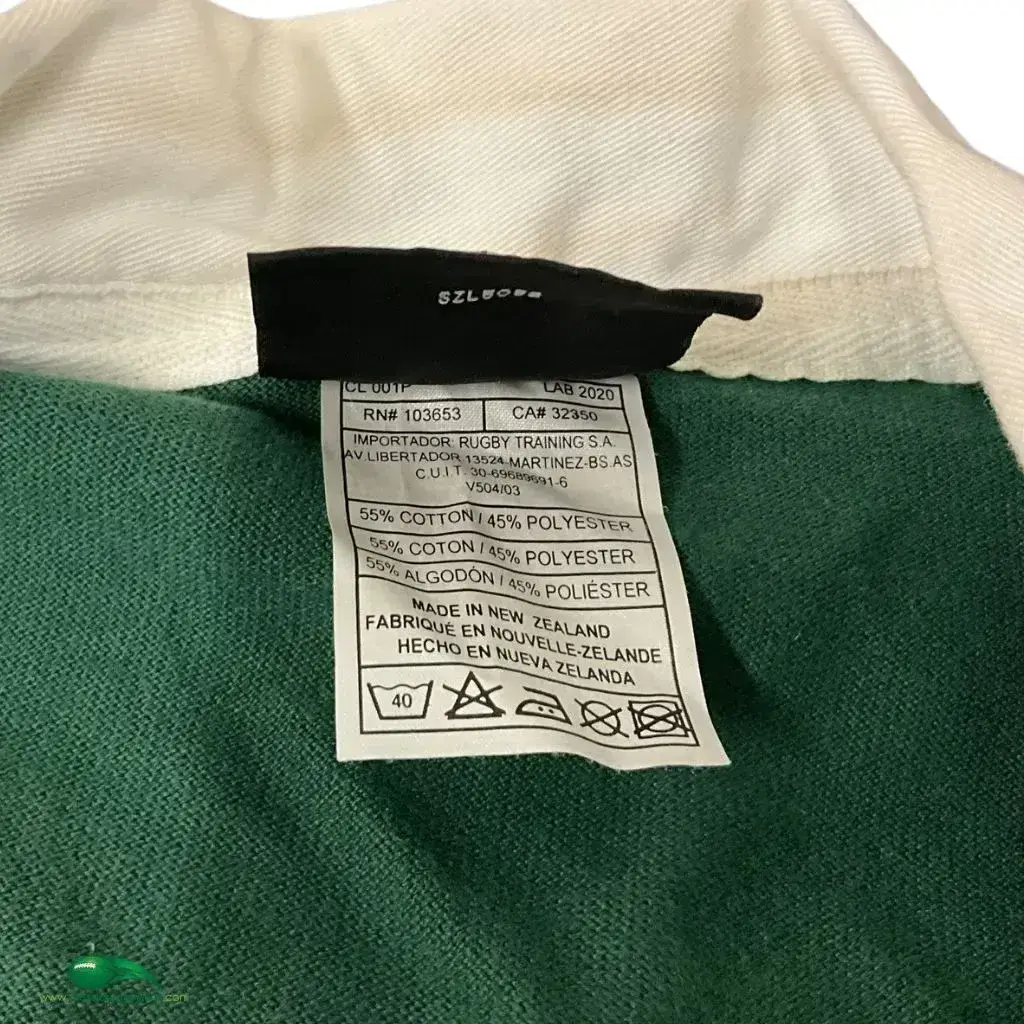 CL 001P LAB 2020
RN# 103653 CA# 32350
IMPORTADOR: RUGBY TRAINING S.A.
AV.LIBERTADOR 13524-MARTINEZ-BS.AS
C.U.I.T. 30-69689691-6
V504/03
55% COTTON / 45% POLYESTER
55% COTON / 45% POLYESTER
55% ALGODÓN / 45% POLIÉSTER
MADE IN NEW ZEALAND
FABRIQUÉ EN NOUVELLE-ZELANDE
HECHO EN NUEVA ZELANDA
40